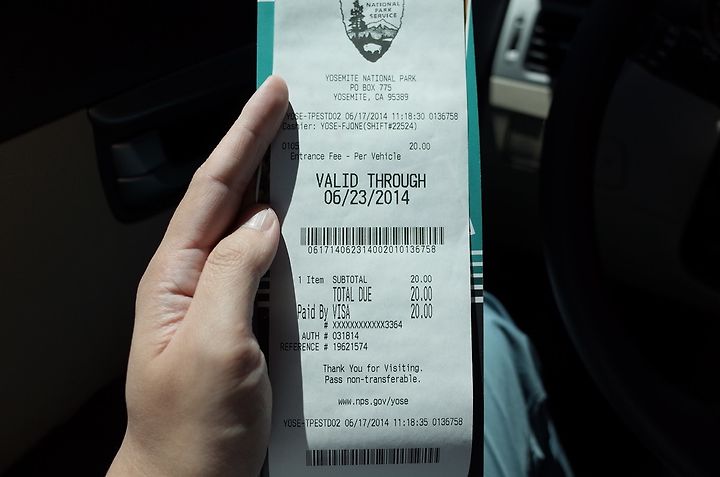 NATIONAL
PARK
SERVICE
YOSEMITE NATIONAL PARK
PO BOX 775
YOSEMITE, CA 95389
YOSE-TPESTD02 06/17/2014 11:18:30 0136758
Cashier: YOSE-FJONE(SHIFT#22524)
0105 20.00
Entrance Fee - Per Vehicle
VALID THROUGH
06/23/2014
061714062314002010136758
1 Item SUBTOTAL 20.00
TOTAL DUE 20.00
Paid By VISA 20.00
# XXXXXXXXXXXX3364
AUTH # 031814
REFERENCE # 19621574
Thank You for Visiting.
Pass non-transferable.
www.nps.gov/yose
YOSE-TPESTD02 06/17/2014 11:18:35 0136758